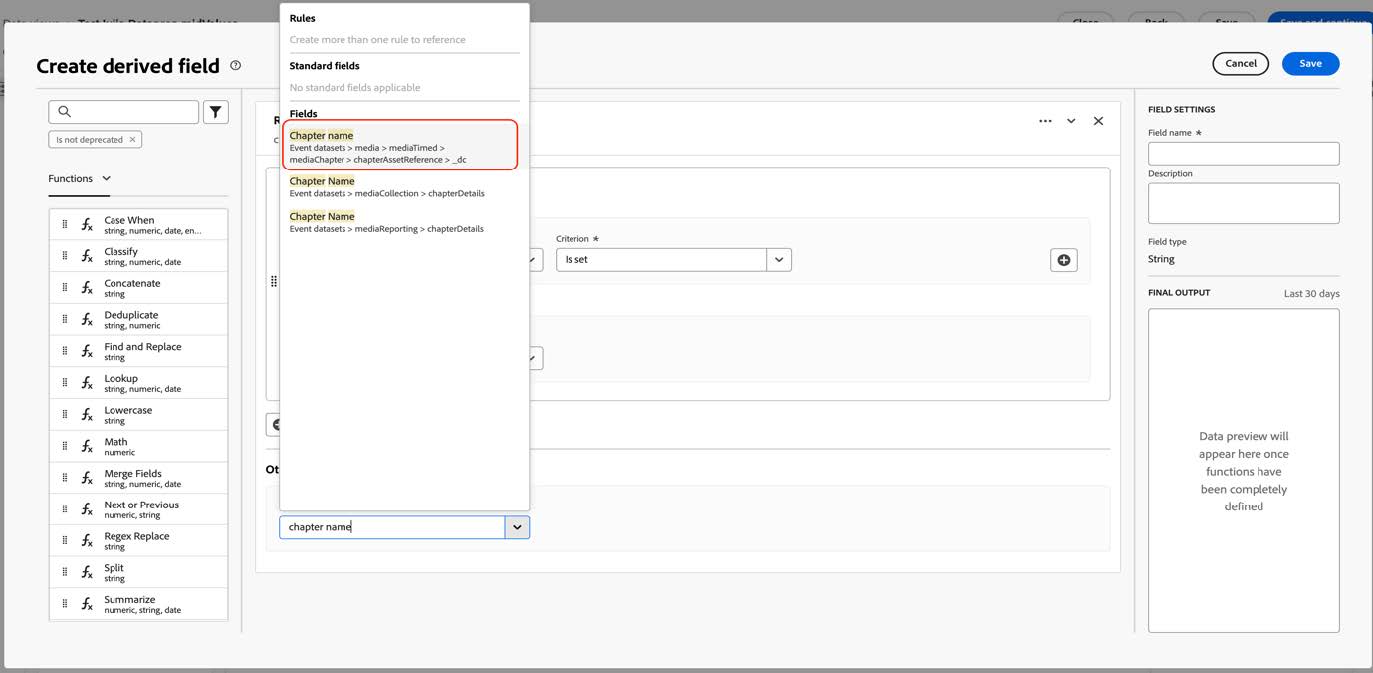 Create derived field
Cancel
Save
Is not deprecated
Functions
Case When
string, numeric, date, en...
Classify
string, numeric, date
Concatenate
string
Deduplicate
string, numeric
Find and Replace
string
Lookup
string, numeric, date
Lowercase
string
Math
numeric
Merge Fields
string, numeric, date
Next or Previous
numeric, string
Regex Replace
string
Split
string
Summarize
numeric, string, date
Rules
Create more than one rule to reference
Standard fields
No standard fields applicable
Fields
Chapter name
Event datasets > media > mediaTimed >
mediaChapter > chapterAssetReference > _dc
Chapter Name
Event datasets > mediaCollection > chapterDetails
Chapter Name
Event datasets > mediaReporting > chapterDetails
Criterion *
Is set
chapter name
FIELD SETTINGS
Field name *
Description
Field type
String
FINAL OUTPUT
Last 30 days
Data preview will
appear here once
functions have
been completely
defined